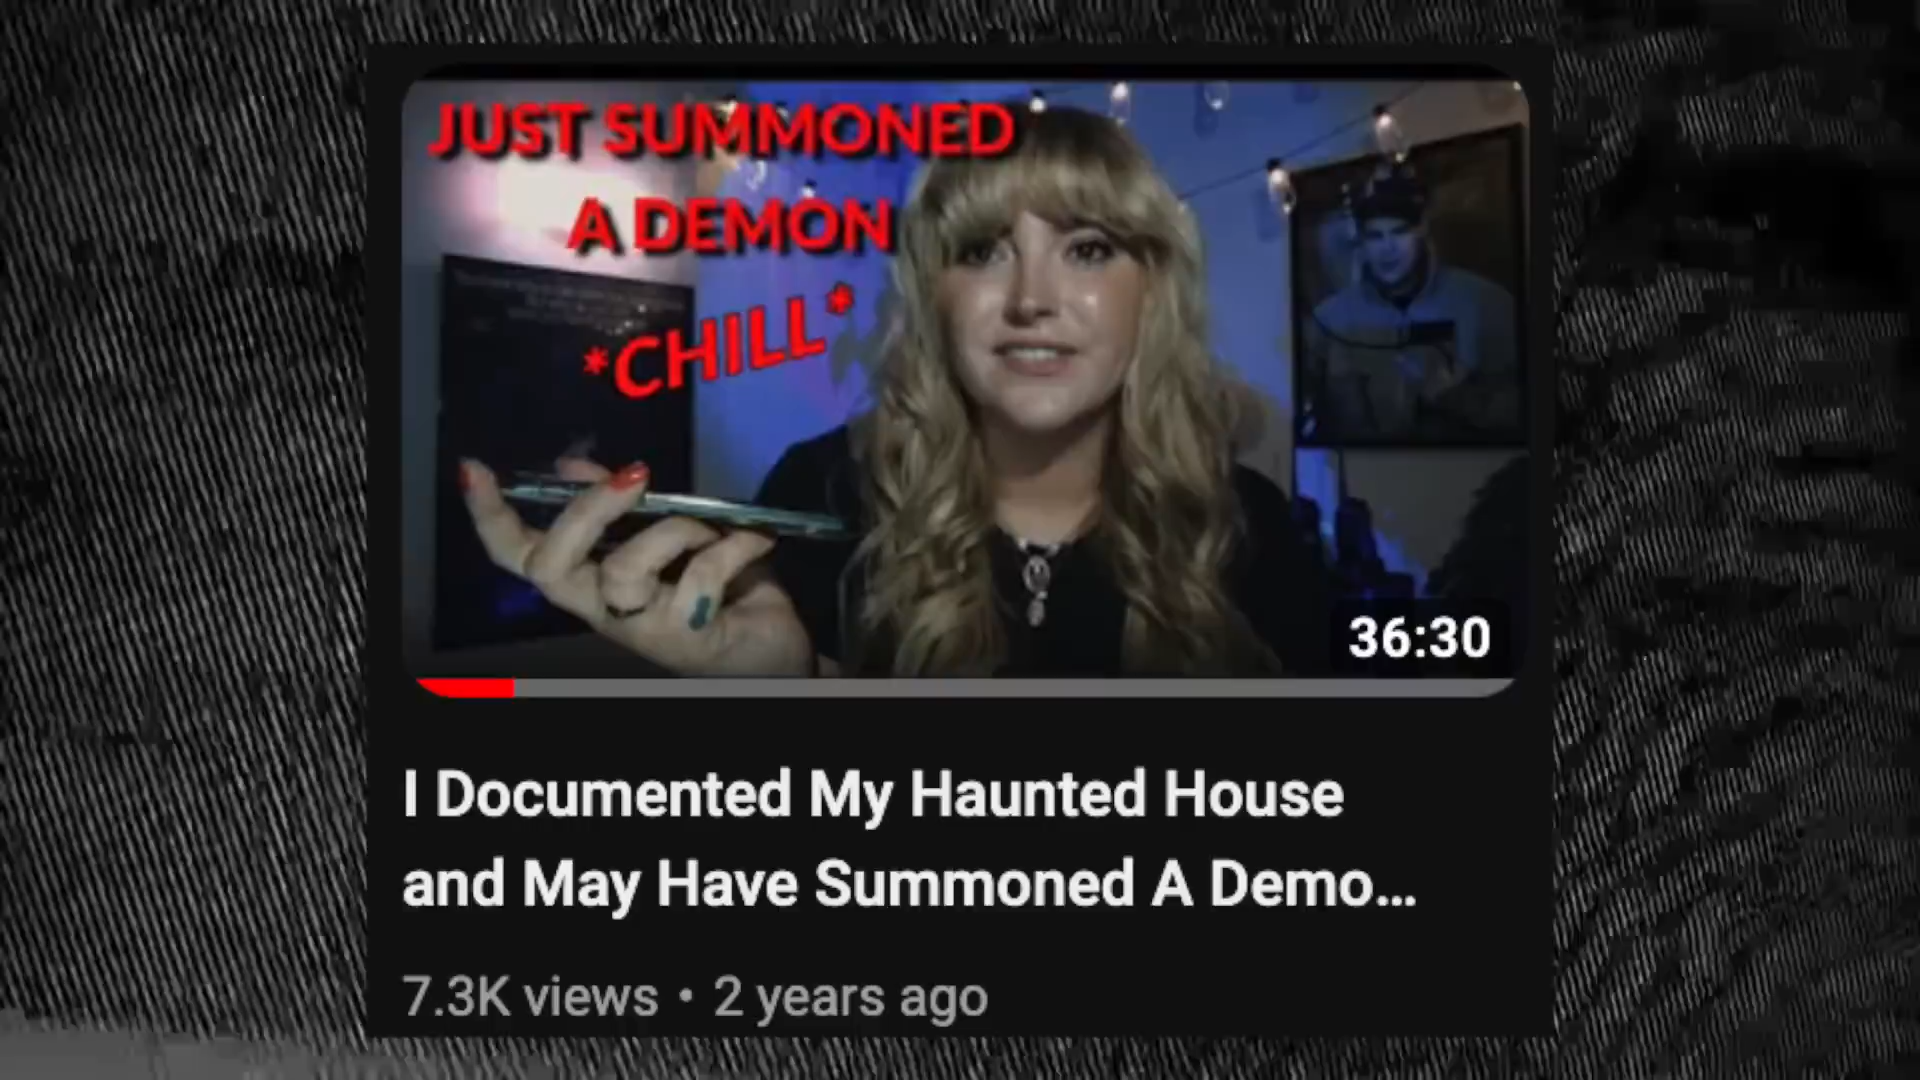 JUST SUMMONED
A DEMON
*CHILL*
36:30
I Documented My Haunted House
and May Have Summoned A Demo...
7.3K views • 2 years ago